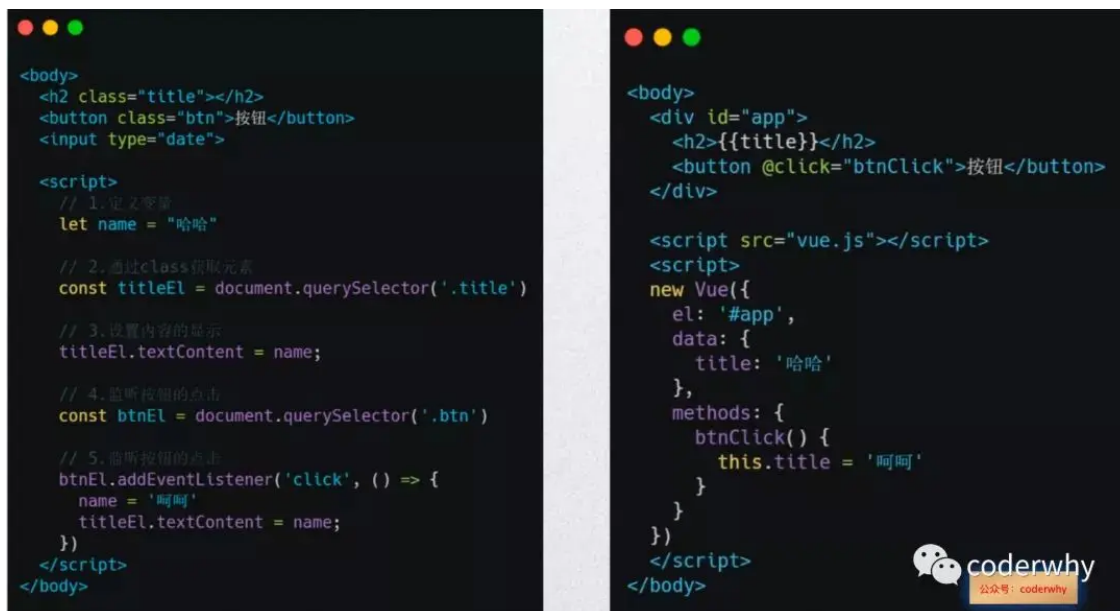 <body>
<h2 class="title"></h2>
<button class="btn">按钮</button>
<input type="date">
<script>
// 1.定义变量
let name = "哈哈"
// 2.通过class获取元素
const titleEl = document.querySelector('.title')
// 3.设置内容的显示
titleEl.textContent = name;
// 4.监听按钮的点击
const btnEl = document.querySelector('.btn')
// 5.监听按钮的点击
btnEl.addEventListener('click', () => {
name = '呵呵'
titleEl.textContent = name;
})
</script>
</body>
<body>
<div id="app">
<h2>{{title}}</h2>
<button @click="btnClick">按钮</button>
</div>
<script src="vue.js"></script>
<script>
new Vue({
el: '#app',
data: {
title: '哈哈'
},
methods: {
btnClick() {
this.title = '呵呵'
}
}
})
</script>
</body>
coderwhy
公众号：coderwhy